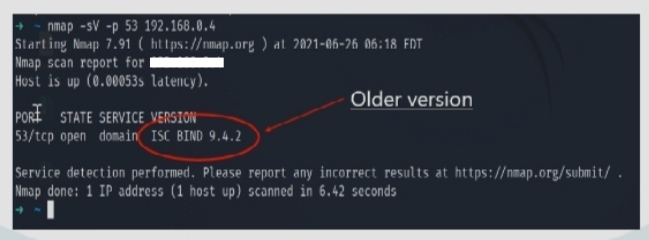 → ~ nmap -sV -p 53 192.168.0.4
Starting Nmap 7.91 ( https://nmap.org ) at 2021-06-26 06:18 EDT
Nmap scan report for
Host is up (0.00053s latency).
Older version
PORT STATE SERVICE VERSION
53/tcp open domain ISC BIND 9.4.2
Service detection performed. Please report any incorrect results at https://nmap.org/submit/ .
Nmap done: 1 IP address (1 host up) scanned in 6.42 seconds
→ ~